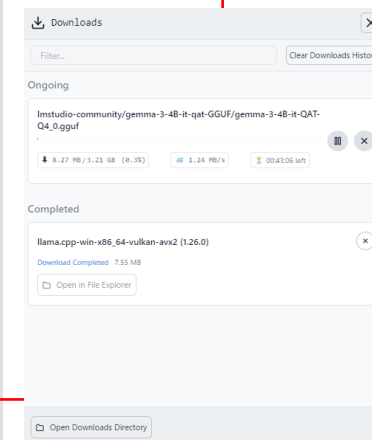 Downloads
Filter...
Clear Downloads Histor
Ongoing
lmstudio-community/gemma-3-4B-it-qat-GGUF/gemma-3-4B-it-QAT-
Q4_0.gguf
8.27 MB/3.21 GB (0.3%) 1.24 MB/s 00:43:06 left
Completed
llama.cpp-win-x86_64-vulkan-avx2 (1.26.0)
Download Completed 7.55 MB
Open in File Explorer
Open Downloads Directory